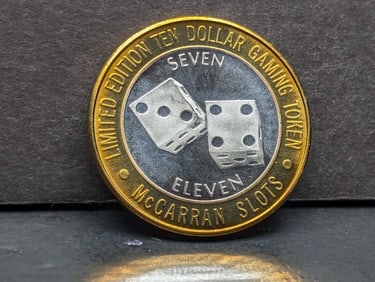 LIMITED EDITION TEN DOLLAR GAMING TOKEN
SEVEN
ELEVEN
• McCARRAN SLOTS •